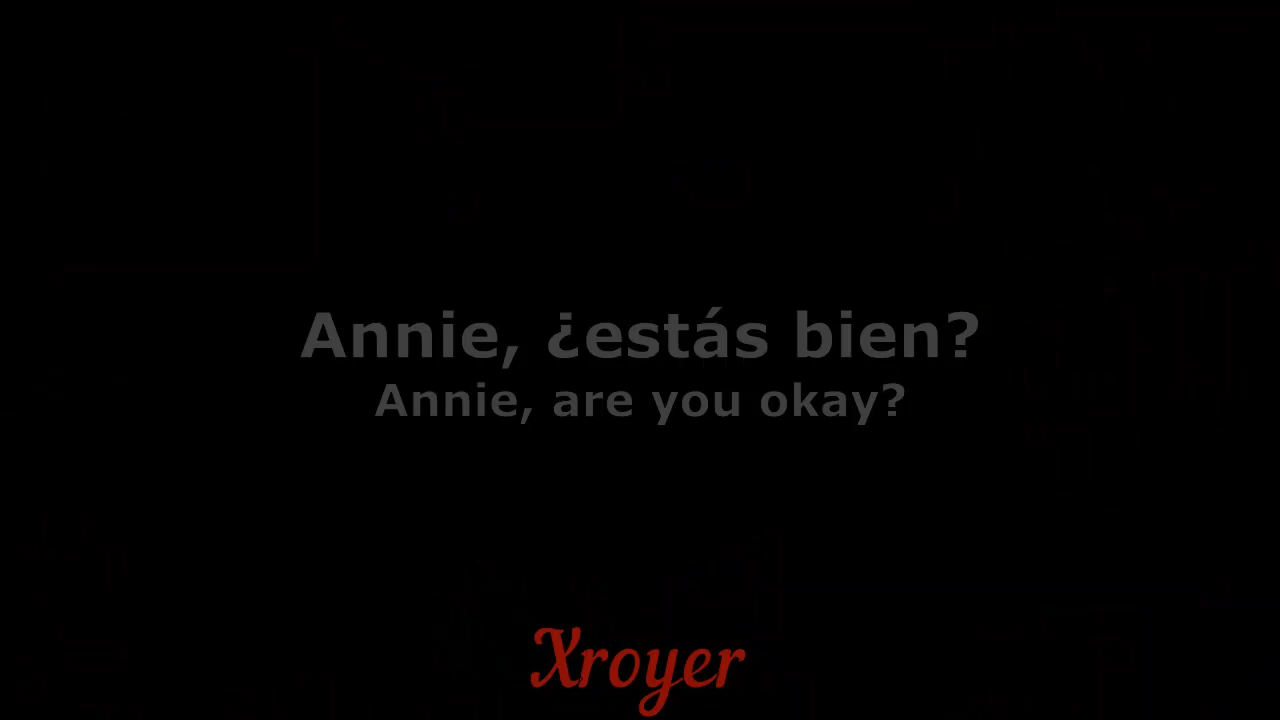 Annie, ¿estás bien?
Annie, are you okay?
Xroyer